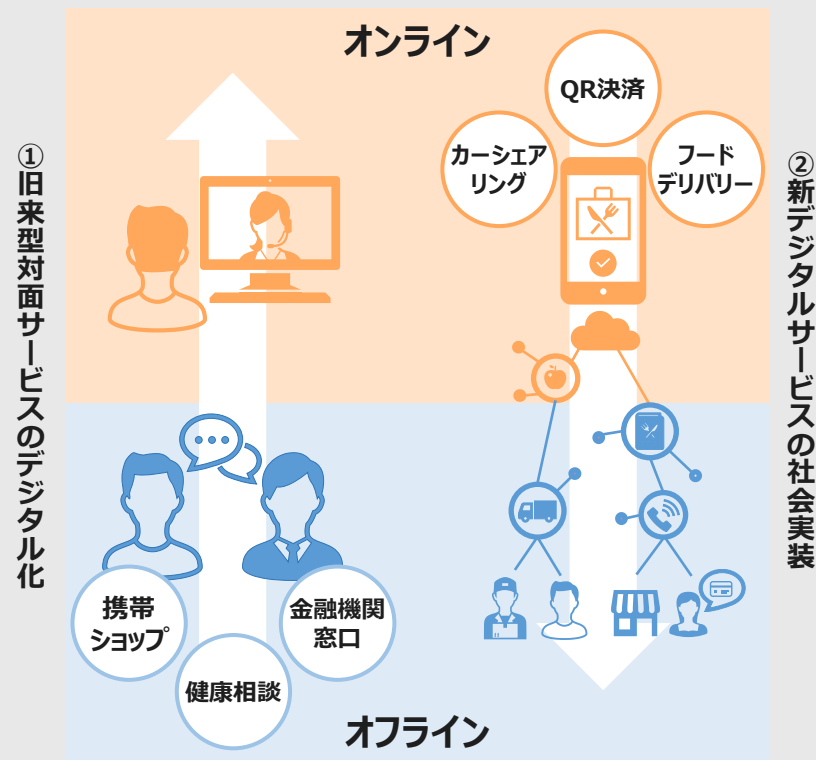 オンライン
①旧来型対面サービスのデジタル化
QR決済
カーシェア
リング
フード
デリバリー
②新デジタルサービスの社会実装
携帯
ショップ
金融機関
窓口
健康相談
オフライン